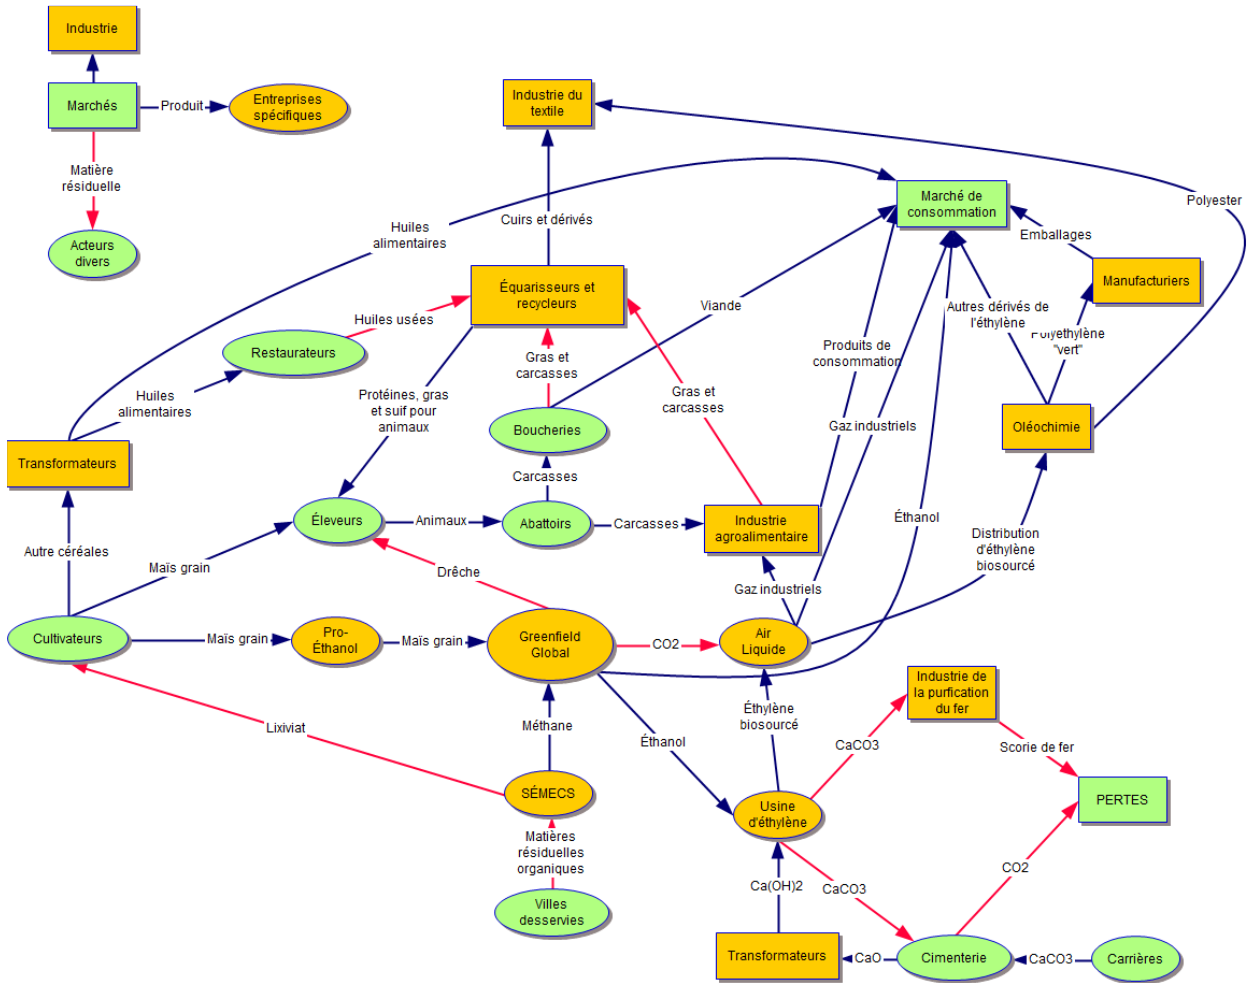 Industrie
Marchés
Produit
Entreprises
spécifiques
Matière
résiduelle
Acteurs
divers
Industrie du
textile
Polyester
Marché de
consommation
Cuirs et dérivés
Huiles
alimentaires
Emballages
Manufacturiers
Équarisseurs et
recycleurs
Viande
Autres dérivés de
l'éthylène
Polyethylène
"vert"
Huiles usées
Restaurateurs
Gras et
carcasses
Produits de
consommation
Huiles
alimentaires
Protéines, gras
et suif pour
animaux
Gras et
carcasses
Boucheries
Gaz industriels
Oléochimie
Transformateurs
Carcasses
Éleveurs
Animaux
Abattoirs
Carcasses
Industrie
agroalimentaire
Éthanol
Distribution
d'éthylène
biosourcé
Autre céréales
Maïs grain
Drêche
Gaz industriels
Cultivateurs
Maïs grain
Pro-
Éthanol
Maïs grain
Greenfield
Global
CO2
Air
Liquide
Industrie de
la purfication
du fer
Lixiviat
Méthane
Éthanol
Éthylène
biosourcé
CaCO3
Scorie de fer
SÉMECS
Usine
d'éthylène
PERTES
Matières
résiduelles
organiques
Ca(OH)2
CaCO3
CO2
Villes
desservies
Transformateurs
CaO
Cimenterie
CaCO3
Carrières